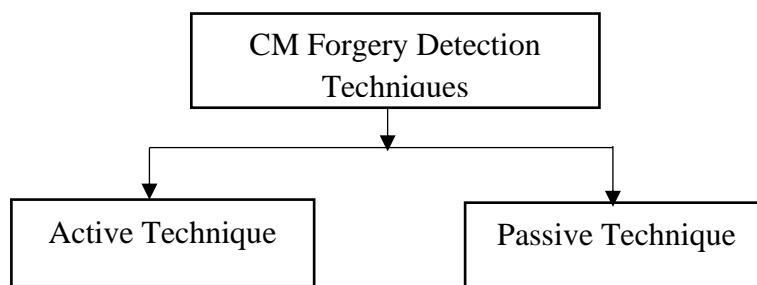 CM Forgery Detection
Techniques
Active Technique
Passive Technique